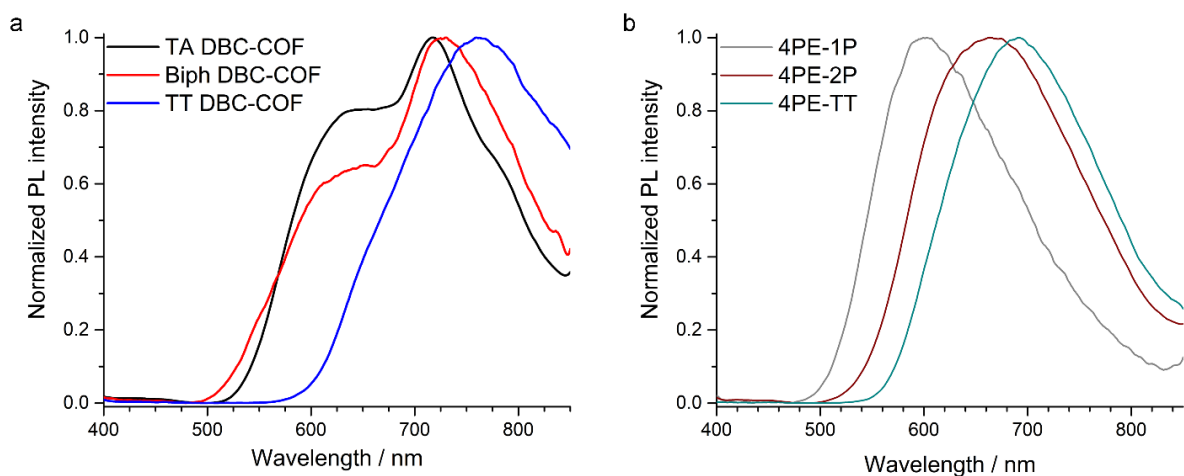 a
TA DBC-COF
Biph DBC-COF
TT DBC-COF
Normalized PL intensity
1.0
0.8
0.6
0.4
0.2
0.0
400 500 600 700 800
Wavelength / nm
b
4PE-1P
4PE-2P
4PE-TT
Normalized PL intensity
1.0
0.8
0.6
0.4
0.2
0.0
400 500 600 700 800
Wavelength / nm